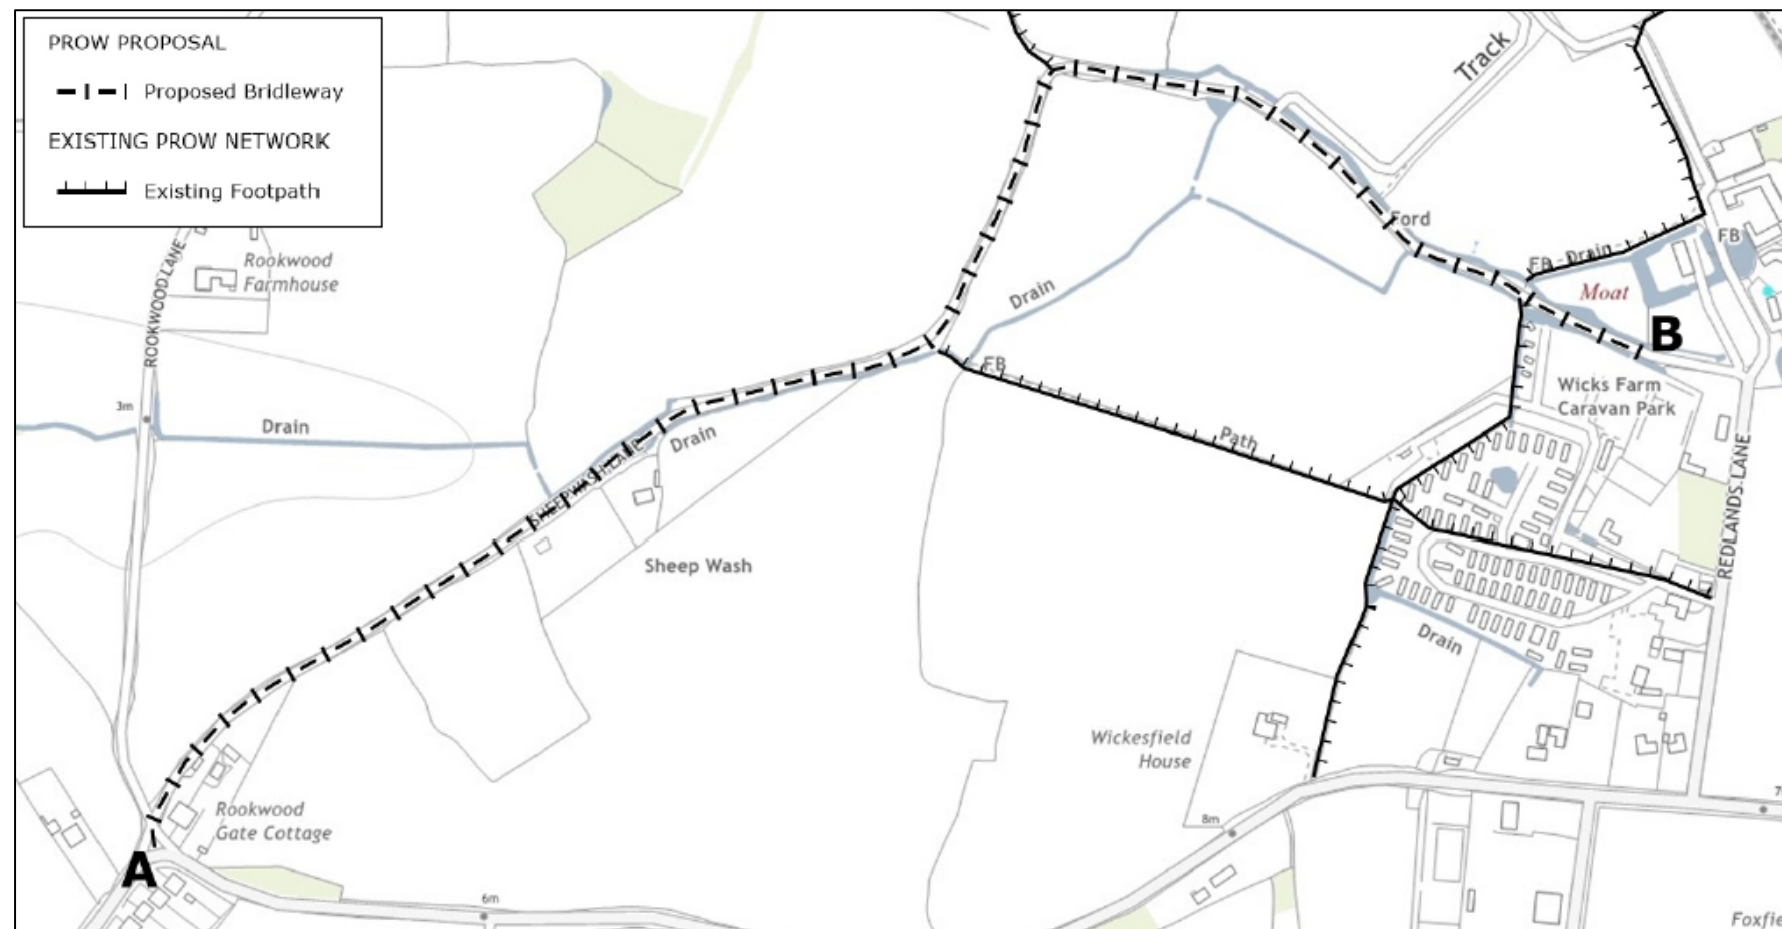 PROW PROPOSAL
Proposed Bridleway
EXISTING PROW NETWORK
Existing Footpath
Track
ROOKWOOD LANE
Rookwood
Farmhouse
Ford
FB
FB
Drain
Moat
B
Drain
FB
3m
Drain
Wicks Farm
Caravan Park
Path
Drain
SHEEPWASH LANE
REDLANDS LANE
Sheep Wash
Drain
Wickesfield
House
Rookwood
Gate Cottage
8m
A
6m